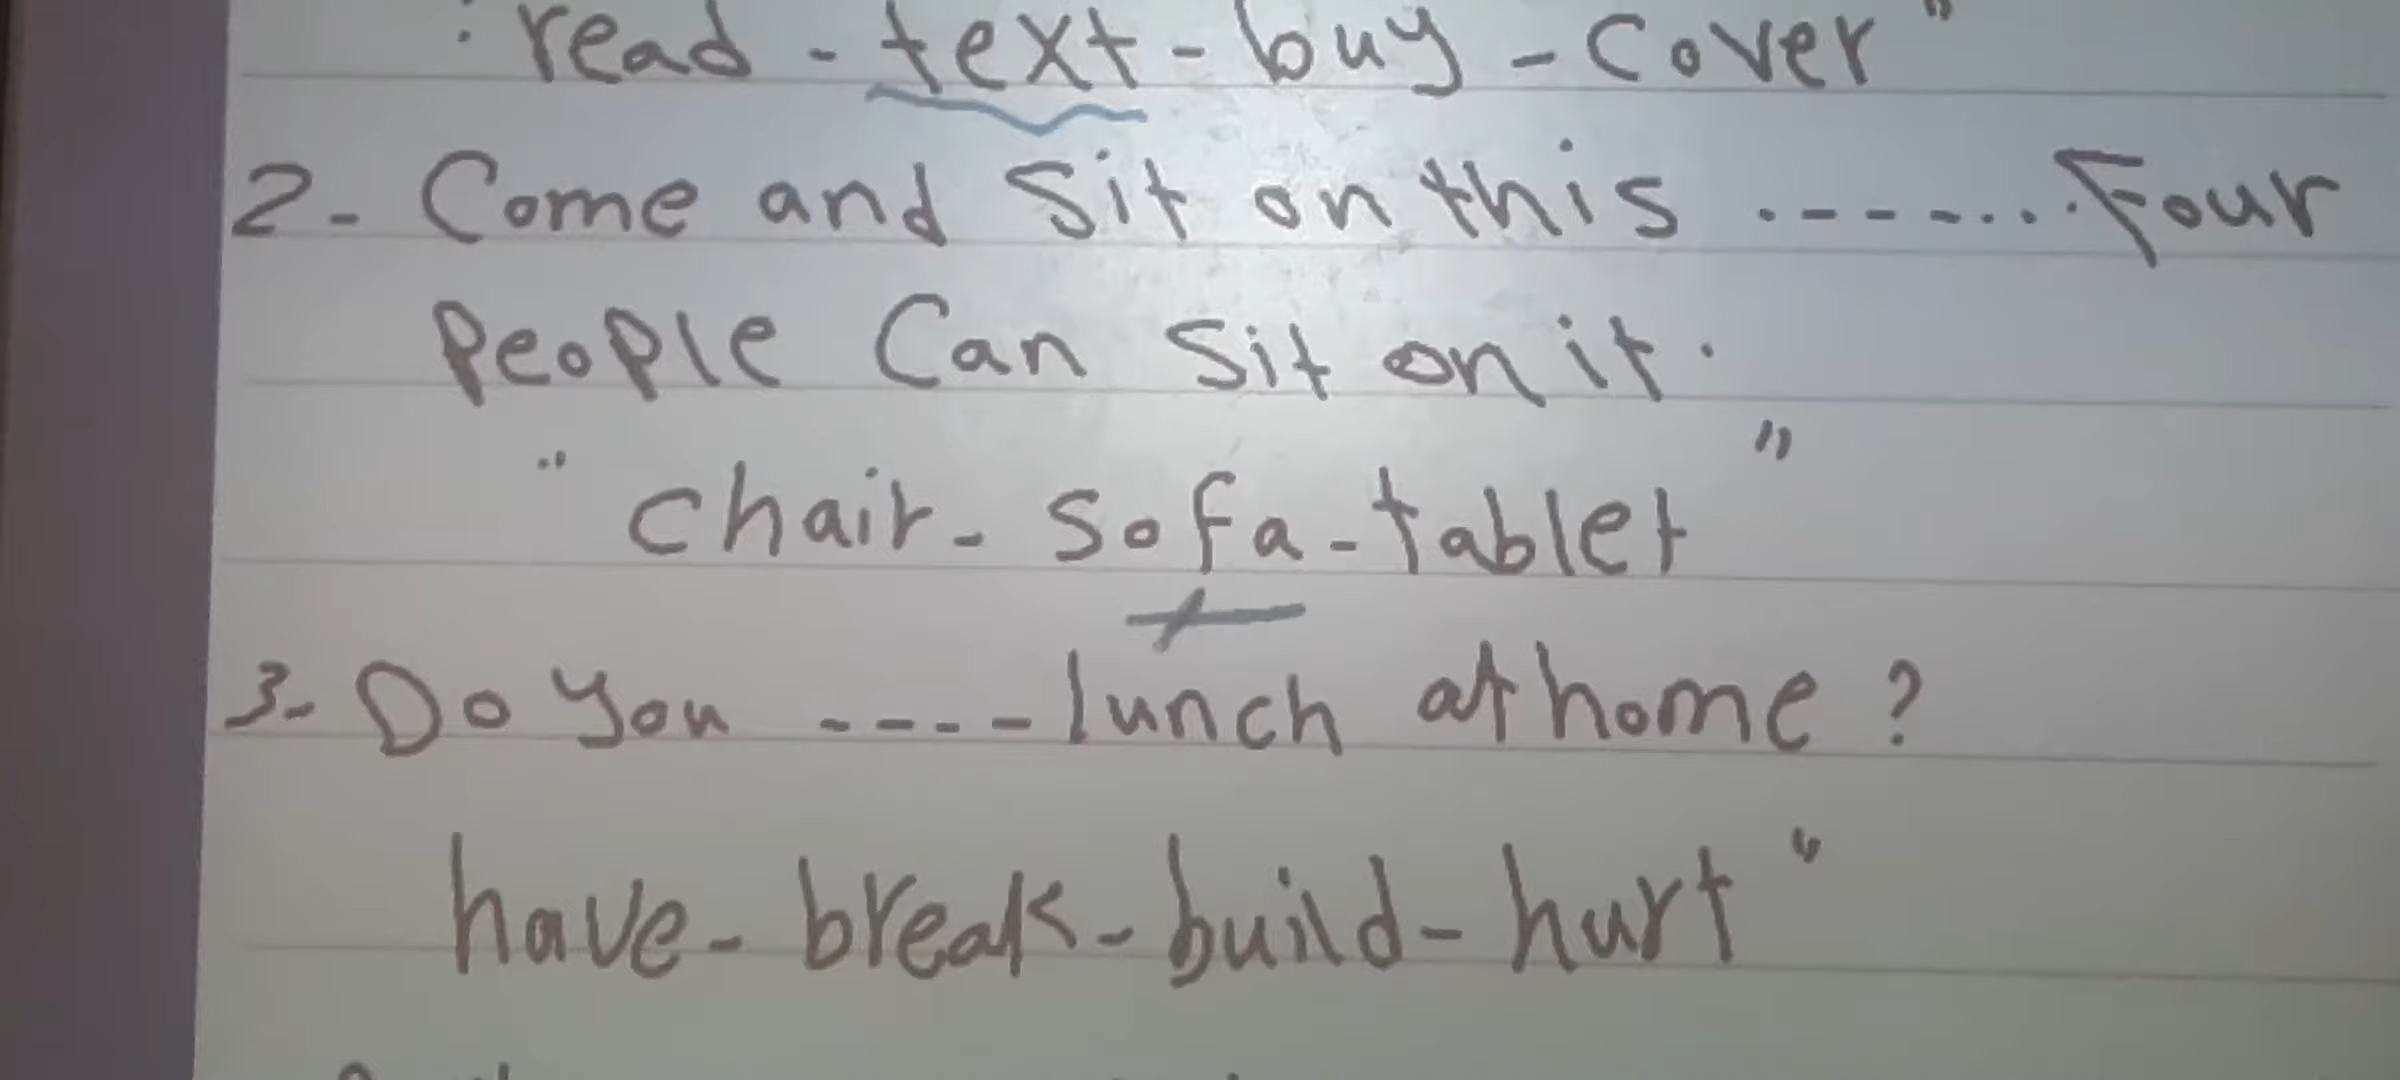 : read - text - buy - cover "
2- Come and Sit on this ........... Four
People Can Sit on it.
" chair - sofa - tablet "
3- Do you ---- lunch at home ?
have - break - build - hurt "